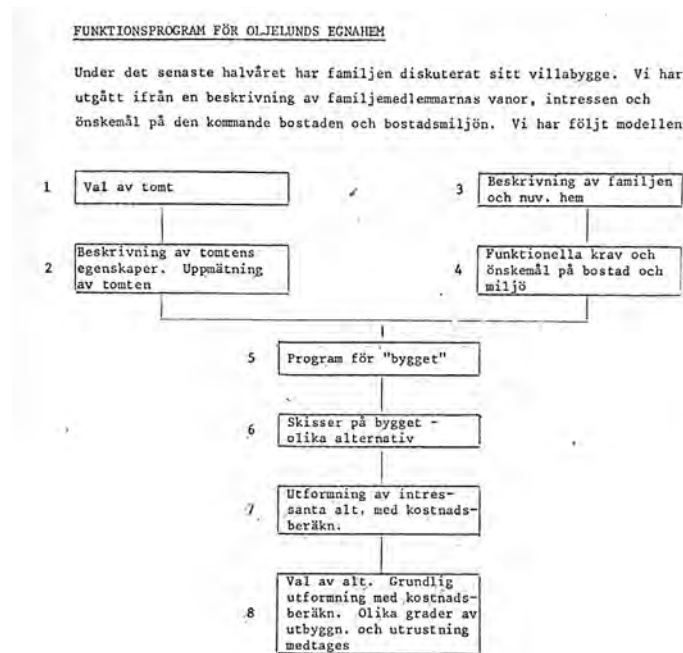 FUNKTIONSPROGRAM FÖR OLJELUNDS EGNAHEM
Under det senaste halvåret har familjen diskuterat sitt villabygge. Vi har
utgått ifrån en beskrivning av familjemedlemmarnas vanor, intressen och
önskemål på den kommande bostaden och bostadsmiljön. Vi har följt modellen
1 Val av tomt
3 Beskrivning av familjen
och nuv. hem
2 Beskrivning av tomtens
egenskaper. Uppmätning
av tomten
4 Funktionella krav och
önskemål på bostad och
miljö
5 Program för "bygget"
6 Skisser på bygget -
olika alternativ
7 Utformning av intres-
santa alt. med kostnads-
beräkn.
8 Val av alt. Grundlig
utformning med kostnads-
beräkn. Olika grader av
utbyggn. och utrustning
medtages